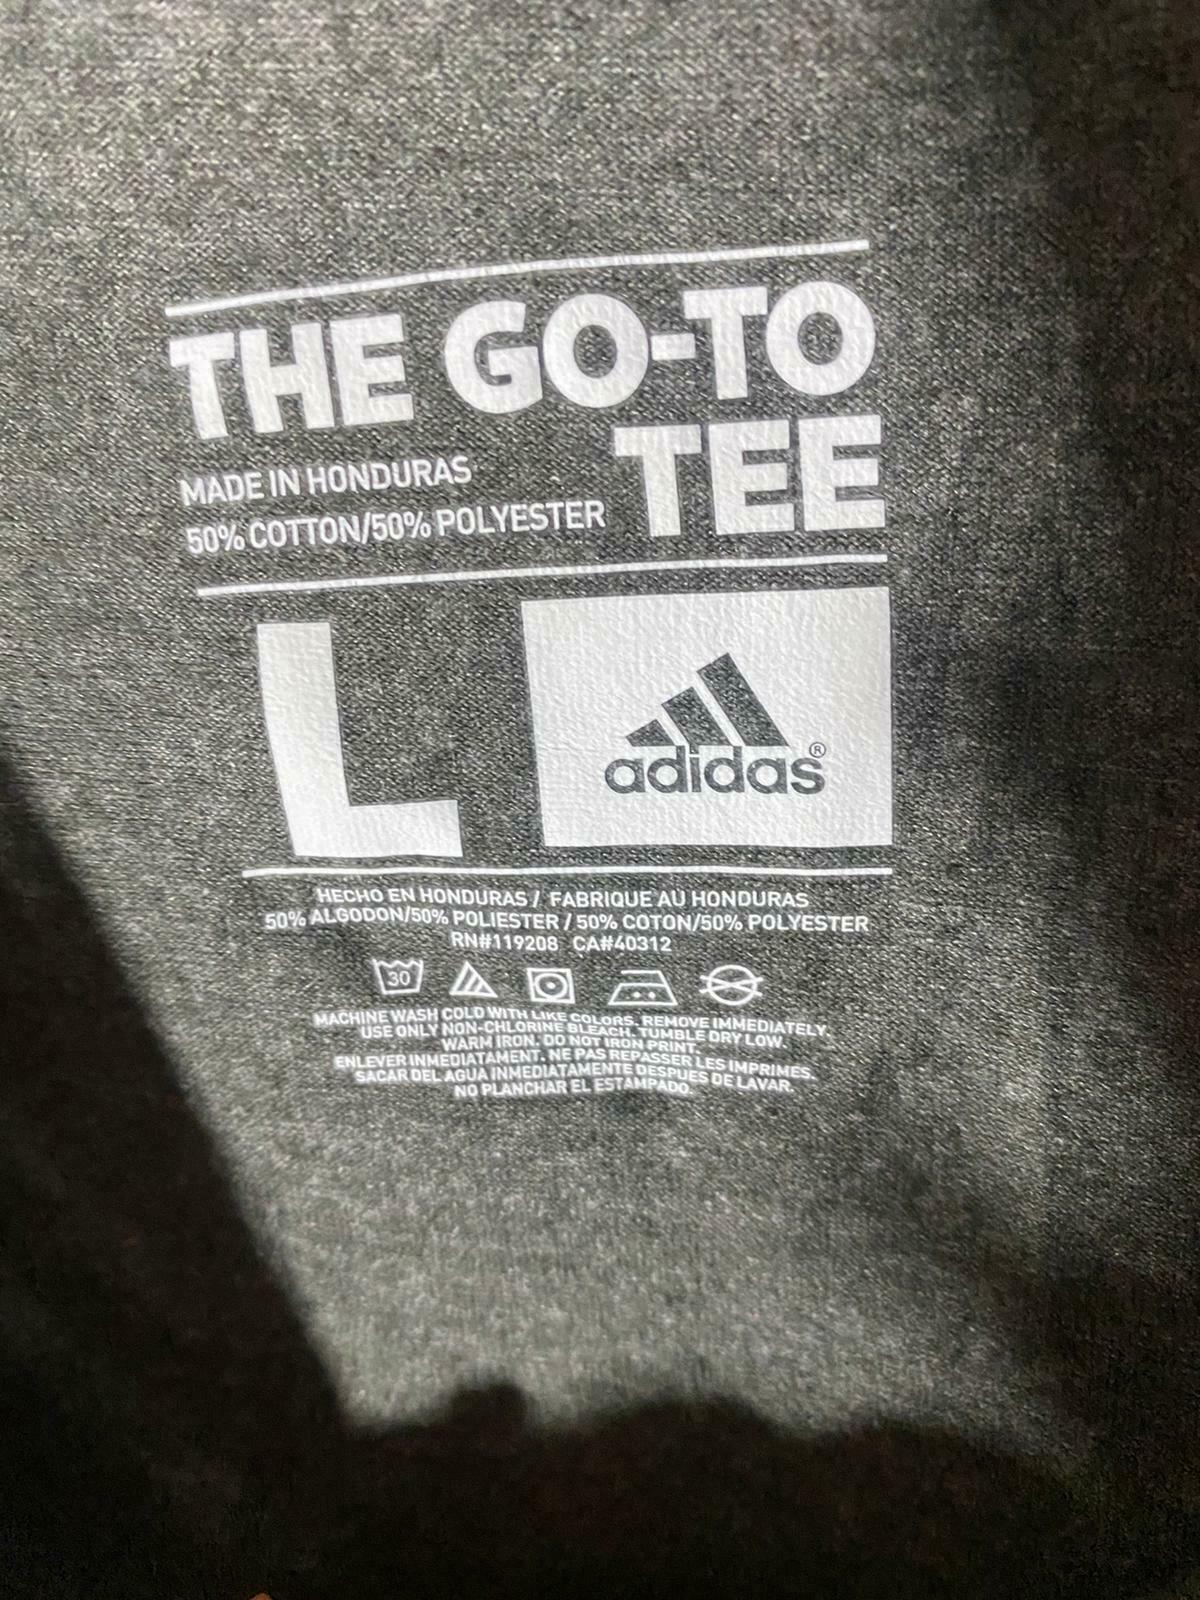 THE GO-TO
TEE
MADE IN HONDURAS
50% COTTON/50% POLYESTER
L
adidas®
HECHO EN HONDURAS / FABRIQUE AU HONDURAS
50% ALGODON/50% POLIESTER / 50% COTON/50% POLYESTER
RN#119208 CA#40312
30
MACHINE WASH COLD WITH LIKE COLORS. REMOVE IMMEDIATELY.
USE ONLY NON-CHLORINE BLEACH. TUMBLE DRY LOW.
WARM IRON. DO NOT IRON PRINT.
ENLEVER INMEDIATAMENT. NE PAS REPASSER LES IMPRIMES.
SACAR DEL AGUA INMEDIATAMENTE DESPUES DE LAVAR.
NO PLANCHAR EL ESTAMPADO.